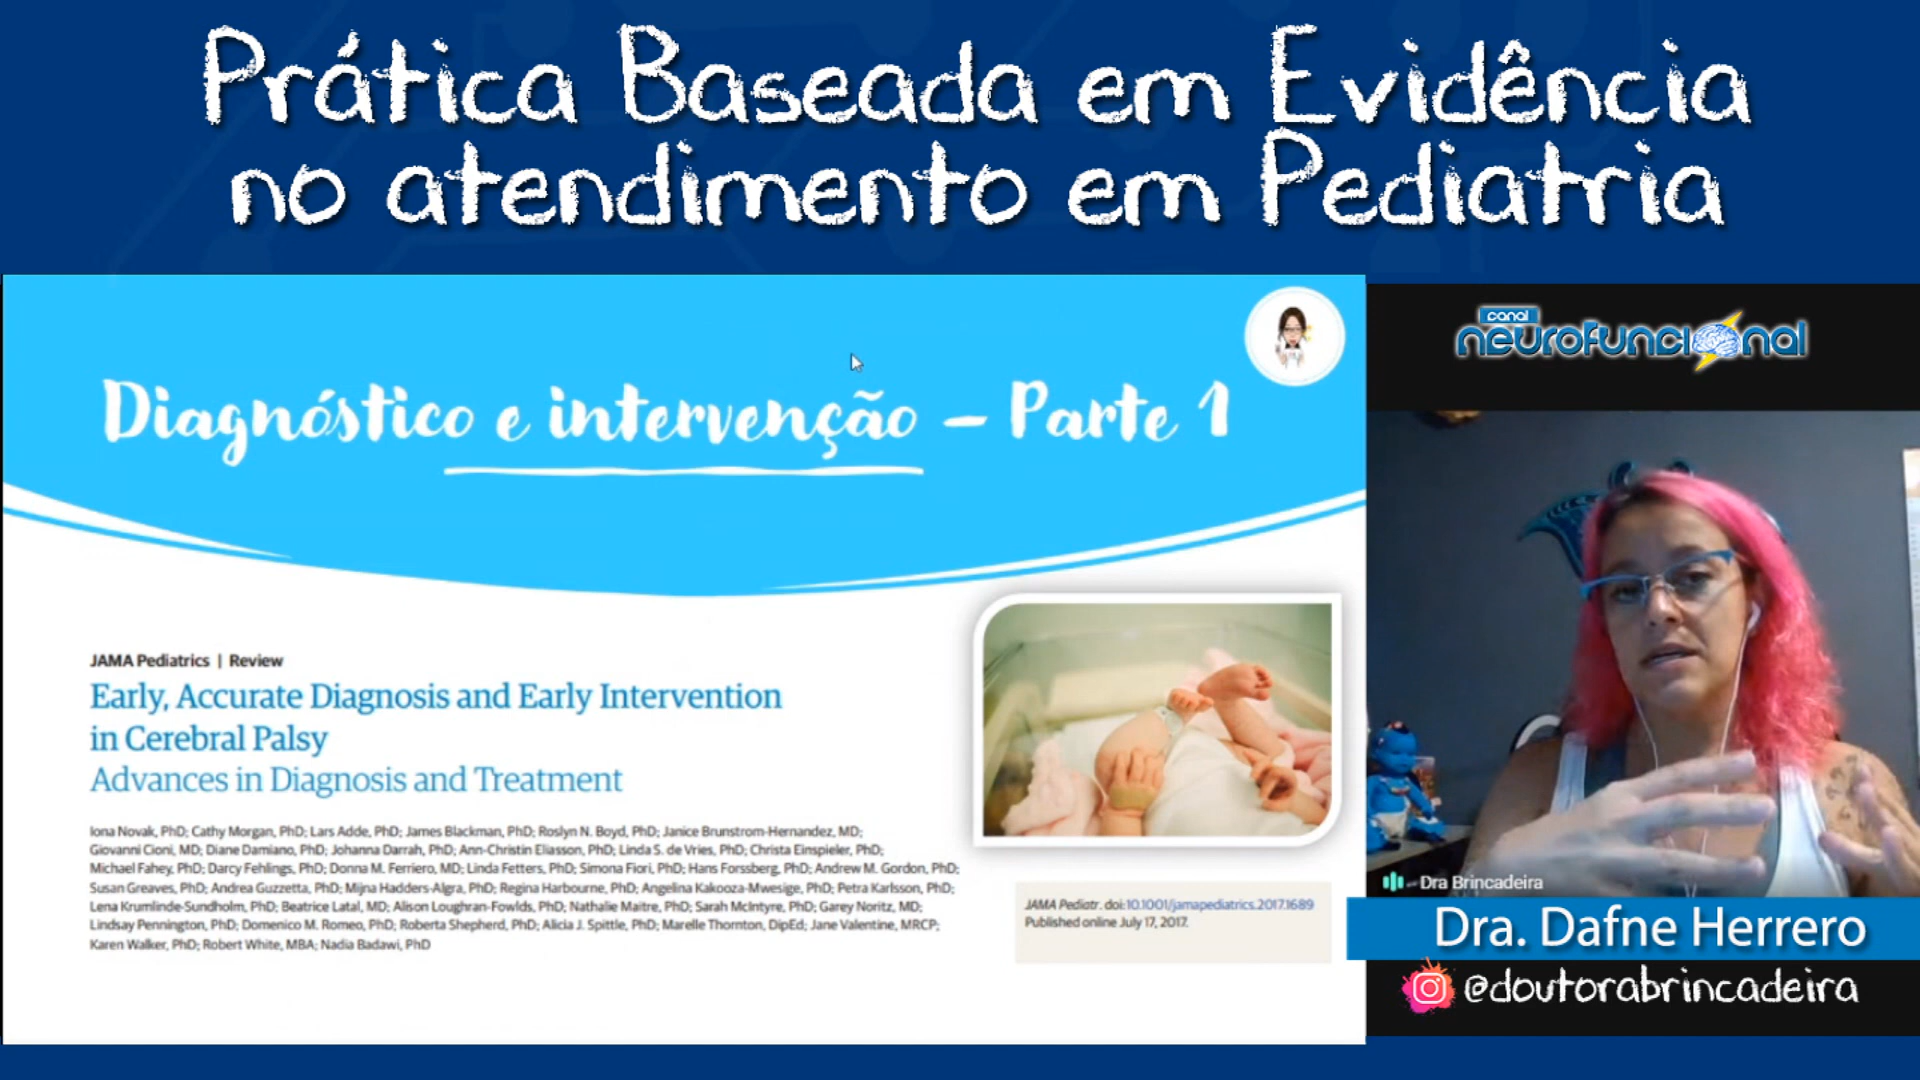 Prática Baseada em Evidência
no atendimento em Pediatria
Diagnóstico e intervenção – Parte 1
JAMA Pediatrics | Review
Early, Accurate Diagnosis and Early Intervention
in Cerebral Palsy
Advances in Diagnosis and Treatment
Iona Novak, PhD; Cathy Morgan, PhD; Lars Adde, PhD; James Blackman, PhD; Roslyn N. Boyd, PhD; Janice Brunstrom-Hernandez, MD;
Giovanni Cioni, MD; Diane Damiano, PhD; Johanna Darrah, PhD; Ann-Christin Eliasson, PhD; Linda S. de Vries, PhD; Christa Einspieler, PhD;
Michael Fahey, PhD; Darcy Fehlings, PhD; Donna M. Ferriero, MD; Linda Fetters, PhD; Simona Fiori, PhD; Hans Forssberg, PhD; Andrew M. Gordon, PhD;
Susan Greaves, PhD; Andrea Guzzetta, PhD; Mijna Hadders-Algra, PhD; Regina Harbourne, PhD; Angelina Kakooza-Mwesige, PhD; Petra Karlsson, PhD;
Lena Krumlinde-Sundholm, PhD; Beatrice Latal, MD; Alison Loughran-Fowlds, PhD; Nathalie Maitre, PhD; Sarah McIntyre, PhD; Garey Noritz, MD;
Lindsay Pennington, PhD; Domenico M. Romeo, PhD; Roberta Shepherd, PhD; Alicia J. Spittle, PhD; Marelle Thornton, DipEd; Jane Valentine, MRCP;
Karen Walker, PhD; Robert White, MBA; Nadia Badawi, PhD
JAMA Pediatr. doi:10.1001/jamapediatrics.2017.1689
Published online July 17, 2017.
canal
neurofuncional
Dra Brincadeira
Dra. Dafne Herrero
@doutorabrincadeira